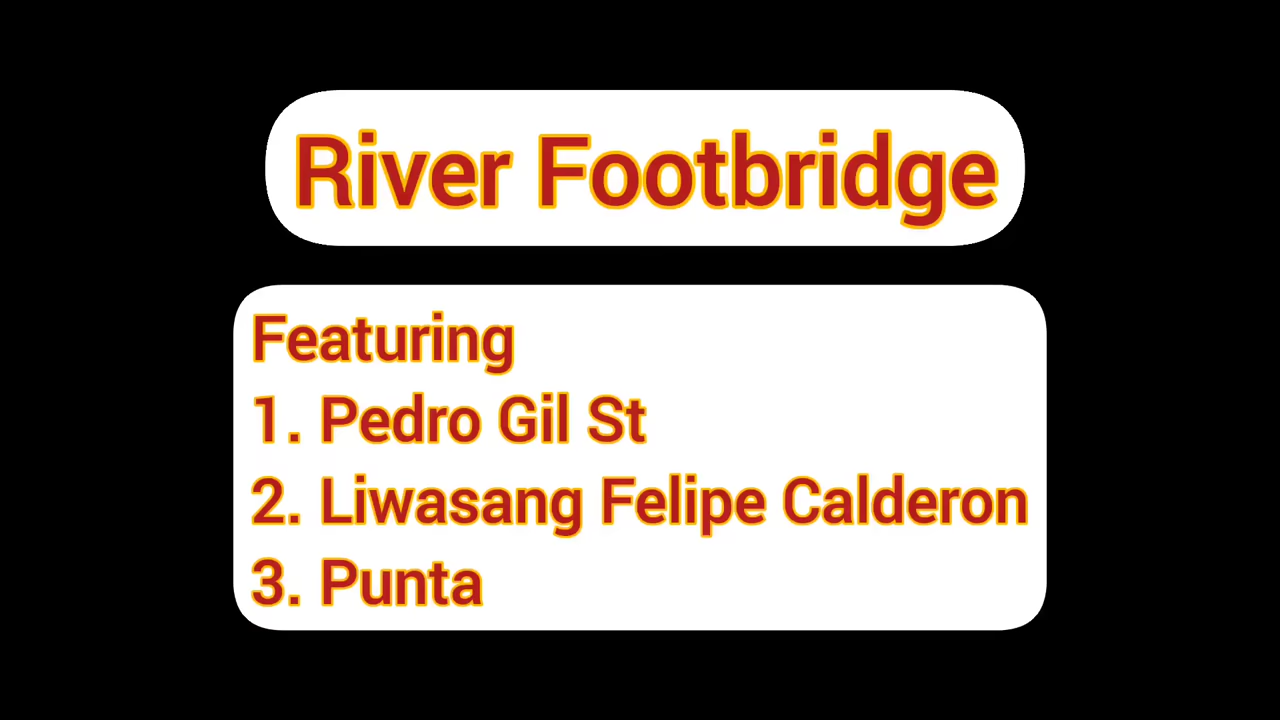 River Footbridge
Featuring
1. Pedro Gil St
2. Liwasang Felipe Calderon
3. Punta